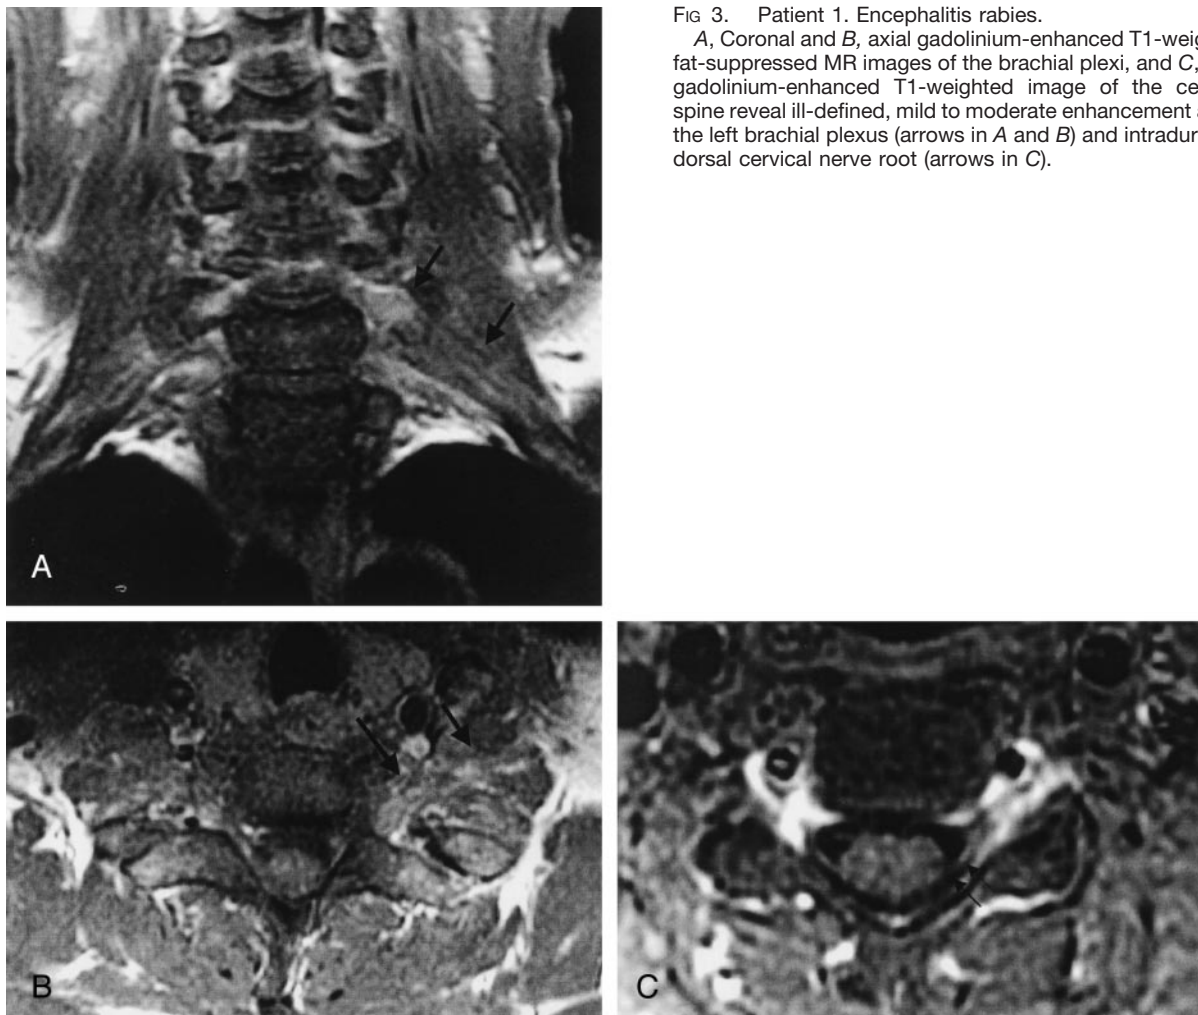 FIG 3. Patient 1. Encephalitis rabies.
A, Coronal and B, axial gadolinium-enhanced T1-weig
fat-suppressed MR images of the brachial plexi, and C,
gadolinium-enhanced T1-weighted image of the ce
spine reveal ill-defined, mild to moderate enhancement
the left brachial plexus (arrows in A and B) and intradur
dorsal cervical nerve root (arrows in C).
A
B
C